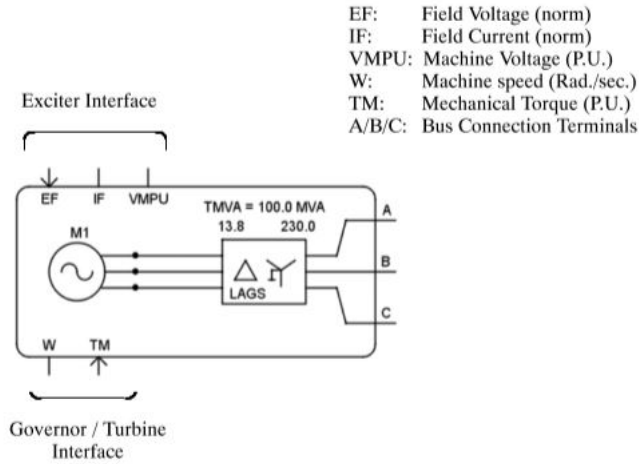 EF: Field Voltage (norm)
IF: Field Current (norm)
VMPU: Machine Voltage (P.U.)
W: Machine speed (Rad./sec.)
TM: Mechanical Torque (P.U.)
A/B/C: Bus Connection Terminals
Exciter Interface
EF IF VMPU
TMVA = 100.0 MVA
13.8 230.0
A
M1
B
LAGS
C
W TM
Governor / Turbine
Interface